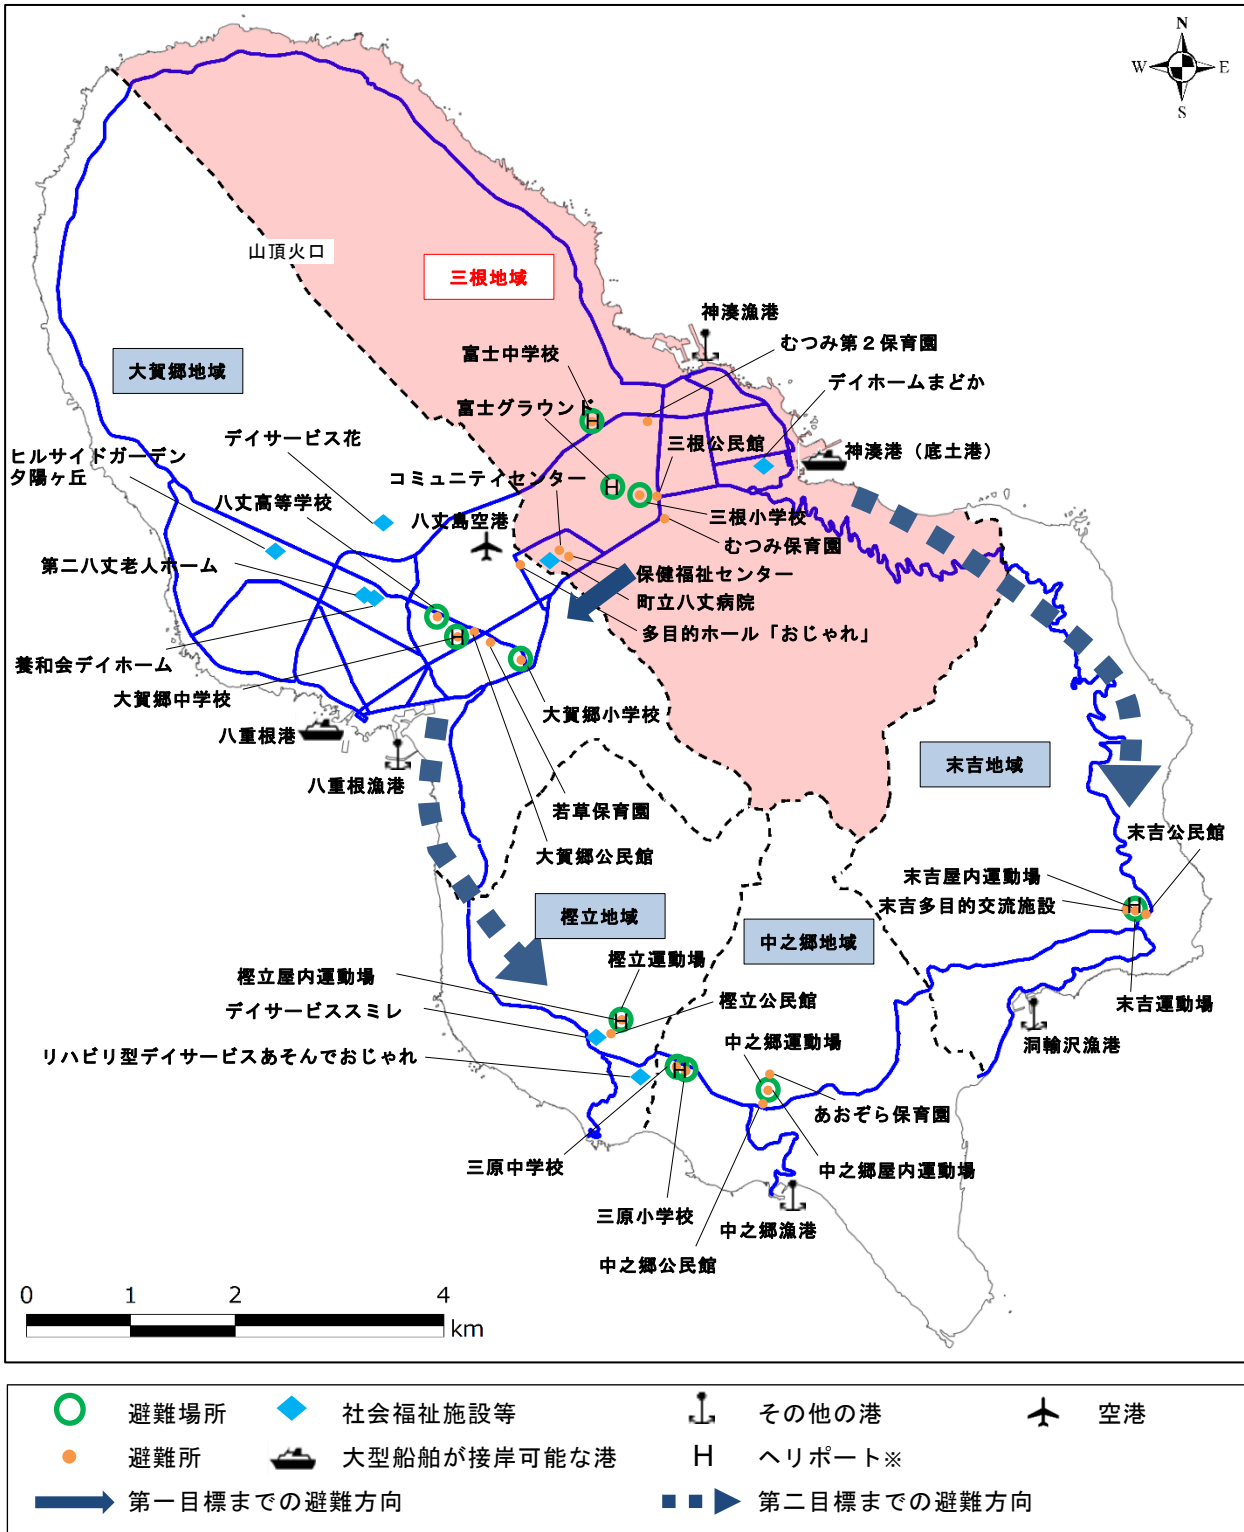 N
W
E
S
山頂火口
三根地域
神湊漁港
富士中学校
むつみ第２保育園
大賀郷地域
デイホームまどか
富士グラウンド
デイサービス花
三根公民館
ヒルサイドガーデン
夕陽ヶ丘
コミュニティセンター
神湊港（底土港）
八丈高等学校
八丈島空港
三根小学校
むつみ保育園
第二八丈老人ホーム
保健福祉センター
町立八丈病院
多目的ホール「おじゃれ」
養和会デイホーム
大賀郷中学校
大賀郷小学校
八重根港
末吉地域
八重根漁港
若草保育園
末吉公民館
大賀郷公民館
末吉屋内運動場
樫立地域
末吉多目的交流施設
中之郷地域
樫立運動場
樫立屋内運動場
樫立公民館
末吉運動場
デイサービススミレ
中之郷運動場
洞輪沢漁港
リハビリ型デイサービスあそんでおじゃれ
あおぞら保育園
三原中学校
中之郷屋内運動場
三原小学校
中之郷漁港
中之郷公民館
0 1 2 4
km
H
H
H
H
H
H
避難場所 社会福祉施設等 その他の港 空港
避難所 大型船舶が接岸可能な港 H ヘリポート※
第一目標までの避難方向 第二目標までの避難方向